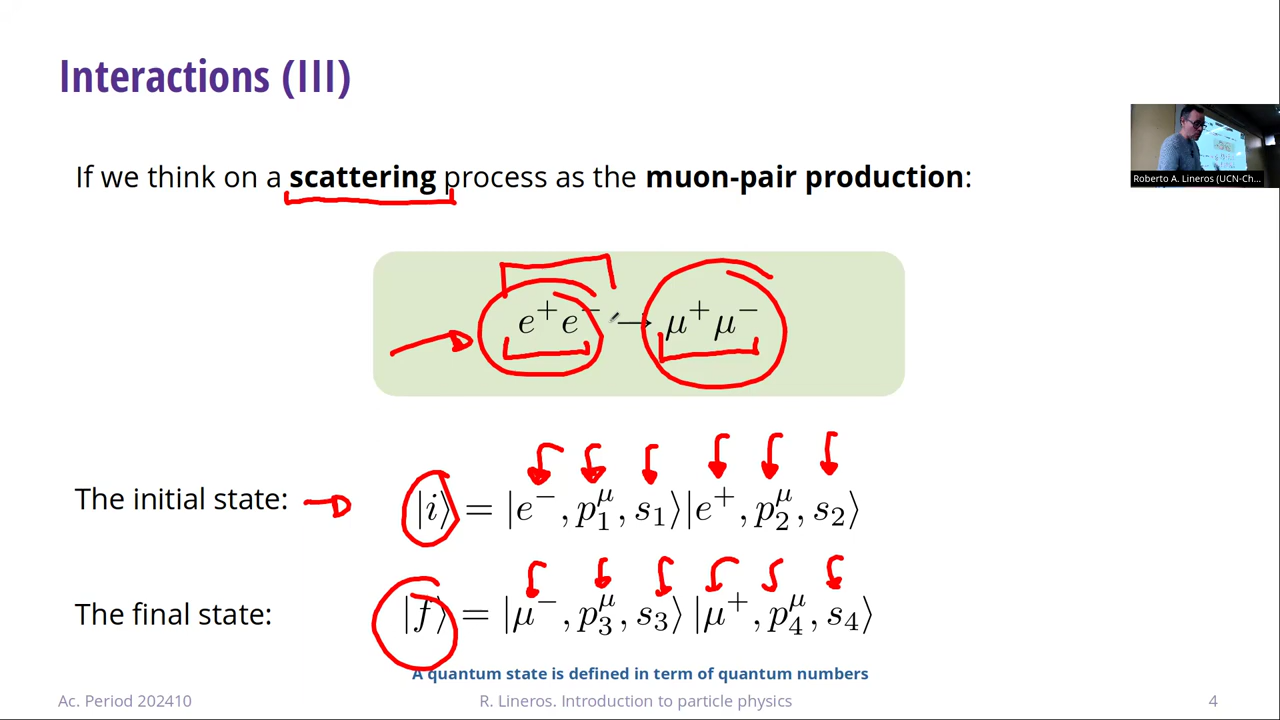 Interactions (III)
If we think on a scattering process as the muon-pair production:
Roberto A. Lineros (UCN-Ch...
e⁺e⁻ → μ⁺μ⁻
The initial state: |i⟩ = |e⁻, p₁^μ, s₁⟩|e⁺, p₂^μ, s₂⟩
The final state: |f⟩ = |μ⁻, p₃^μ, s₃⟩ |μ⁺, p₄^μ, s₄⟩
A quantum state is defined in term of quantum numbers
Ac. Period 202410 R. Lineros. Introduction to particle physics 4